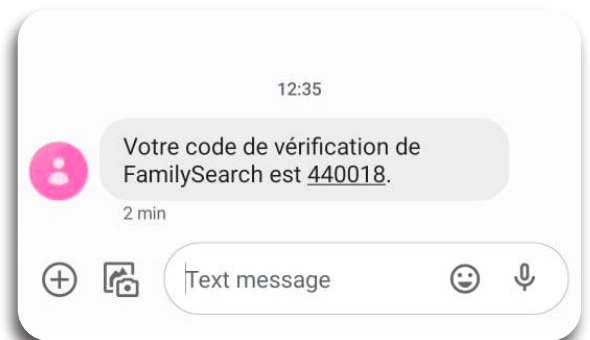 12:35
Votre code de vérification de
FamilySearch est 440018.
2 min
Text message